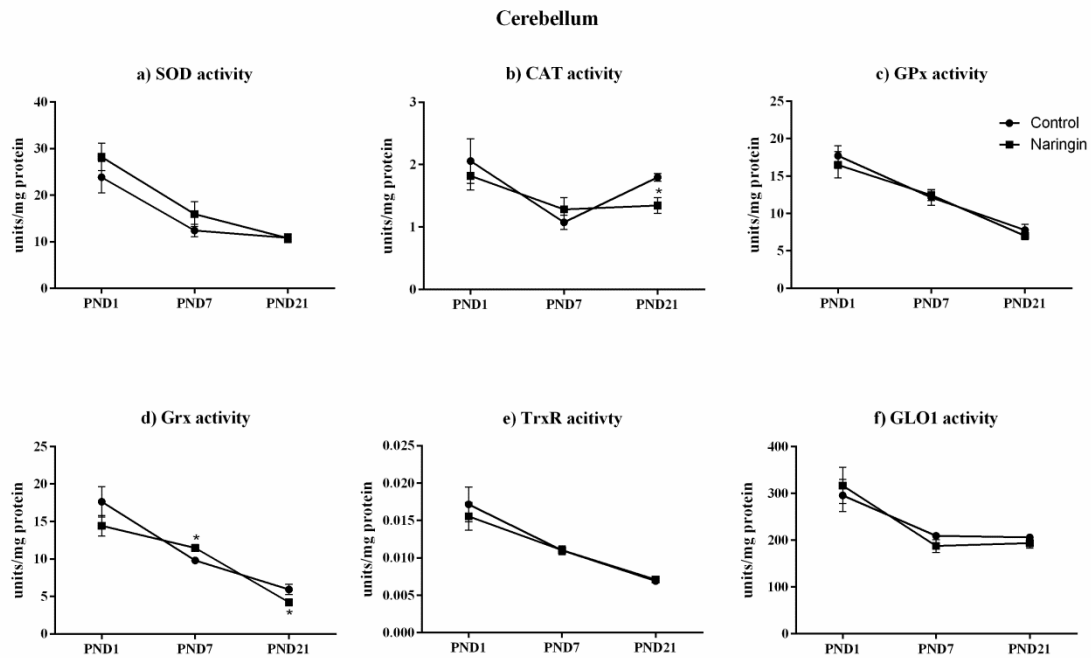 Cerebellum
a) SOD activity
units/mg protein
40
30
20
10
0
PND1
PND7
PND21
b) CAT activity
units/mg protein
3
2
1
0
*
PND1
PND7
PND21
c) GPx activity
units/mg protein
25
20
15
10
5
0
PND1
PND7
PND21
Control
Naringin
d) Grx activity
units/mg protein
25
20
15
10
5
0
*
*
PND1
PND7
PND21
e) TrxR acitivty
units/mg protein
0.025
0.020
0.015
0.010
0.005
0.000
PND1
PND7
PND21
f) GLO1 activity
units/mg protein
400
300
200
100
0
PND1
PND7
PND21